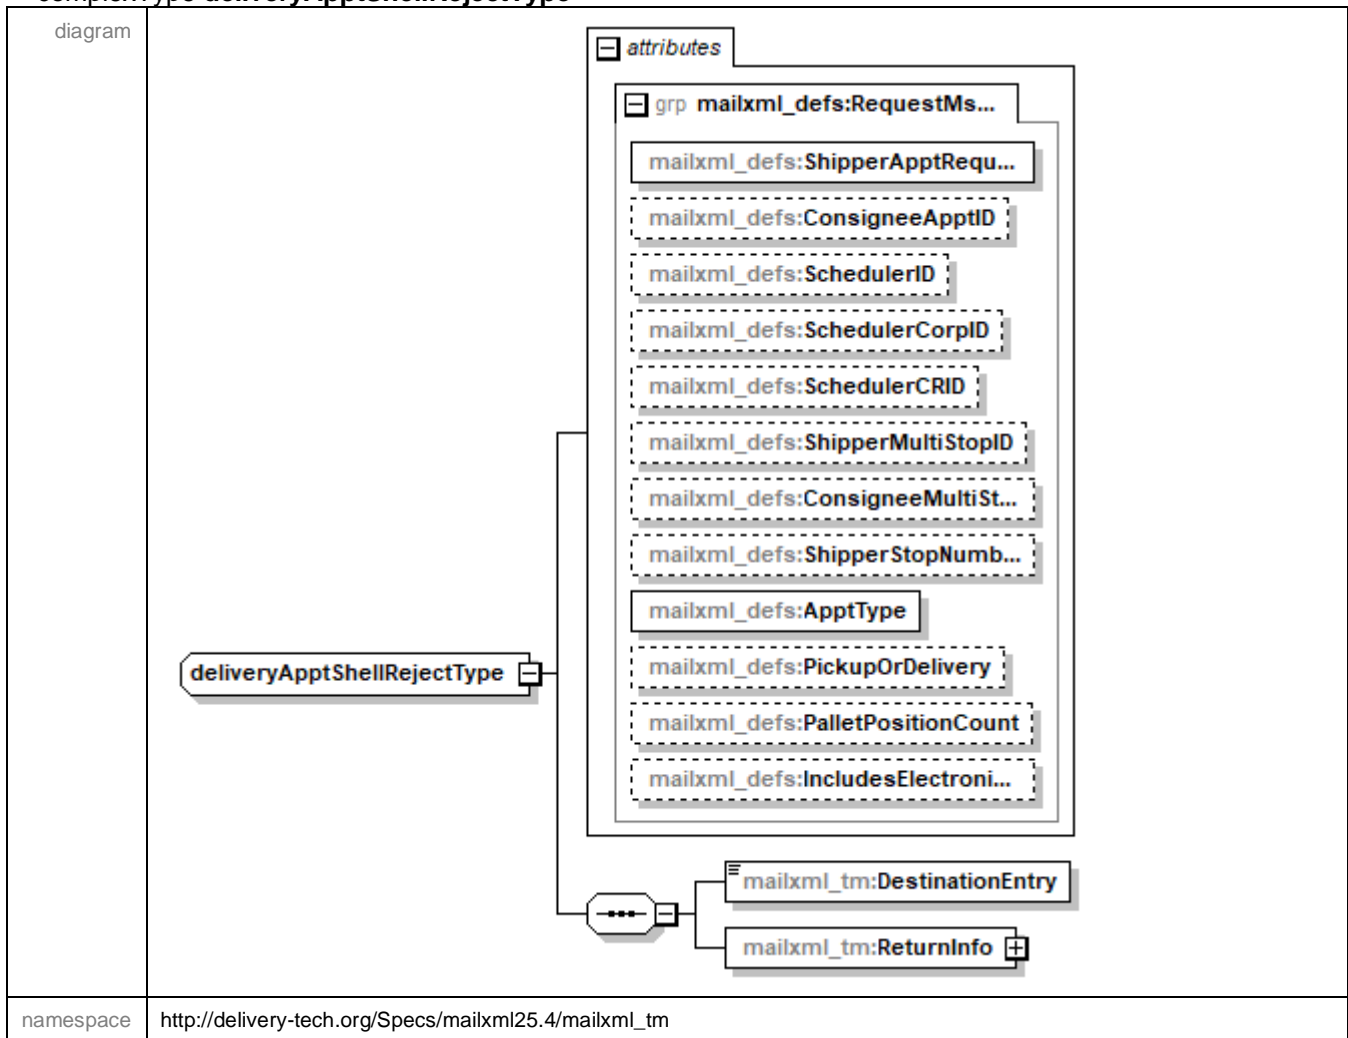 complexType deliveryApptShellRejectType
diagram
attributes
grp mailxml_defs:RequestMs...
mailxml_defs:ShipperApptRequ...
mailxml_defs:ConsigneeApptID
mailxml_defs:SchedulerID
mailxml_defs:SchedulerCorpID
mailxml_defs:SchedulerCRID
mailxml_defs:ShipperMultiStopID
mailxml_defs:ConsigneeMultiSt...
mailxml_defs:ShipperStopNumb...
mailxml_defs:ApptType
mailxml_defs:PickupOrDelivery
mailxml_defs:PalletPositionCount
mailxml_defs:IncludesElectroni...
deliveryApptShellRejectType
mailxml_tm:DestinationEntry
mailxml_tm:ReturnInfo
namespace http://delivery-tech.org/Specs/mailxml25.4/mailxml_tm